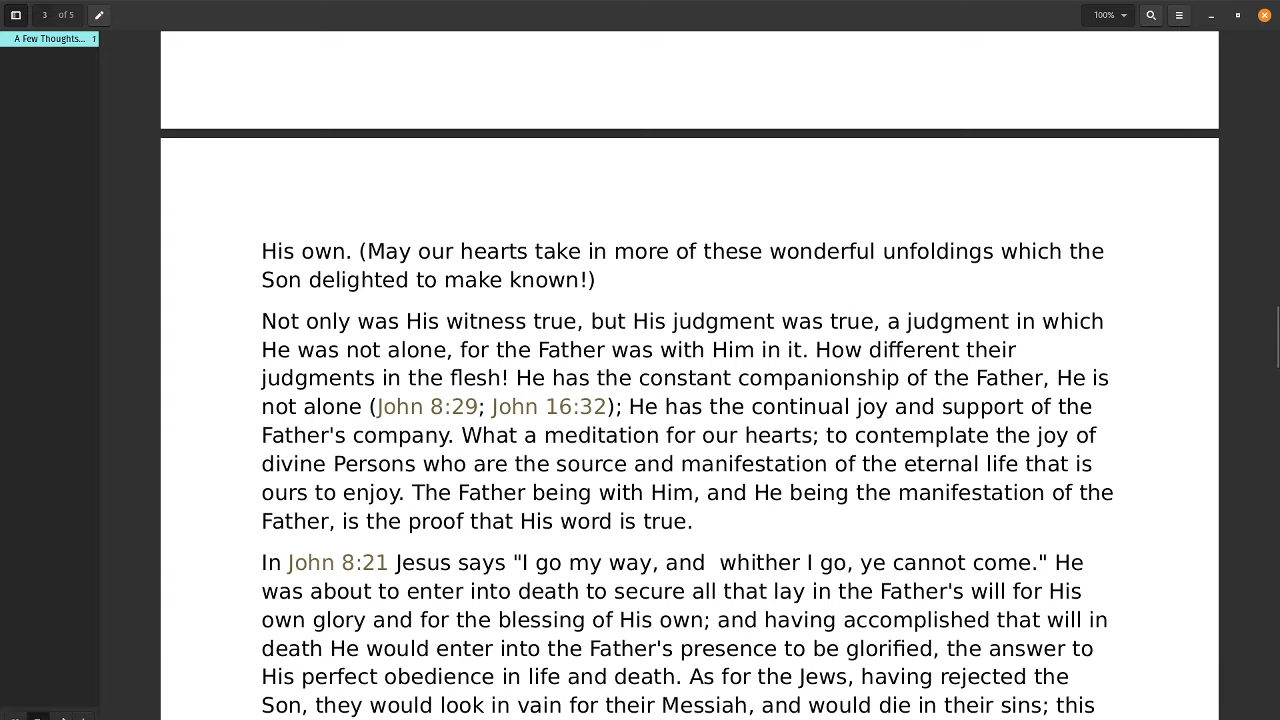 3 of 5
100%
A Few Thoughts... 1
His own. (May our hearts take in more of these wonderful unfoldings which the
Son delighted to make known!)
Not only was His witness true, but His judgment was true, a judgment in which
He was not alone, for the Father was with Him in it. How different their
judgments in the flesh! He has the constant companionship of the Father, He is
not alone (John 8:29; John 16:32); He has the continual joy and support of the
Father's company. What a meditation for our hearts; to contemplate the joy of
divine Persons who are the source and manifestation of the eternal life that is
ours to enjoy. The Father being with Him, and He being the manifestation of the
Father, is the proof that His word is true.
In John 8:21 Jesus says "I go my way, and  whither I go, ye cannot come." He
was about to enter into death to secure all that lay in the Father's will for His
own glory and for the blessing of His own; and having accomplished that will in
death He would enter into the Father's presence to be glorified, the answer to
His perfect obedience in life and death. As for the Jews, having rejected the
Son, they would look in vain for their Messiah, and would die in their sins; this